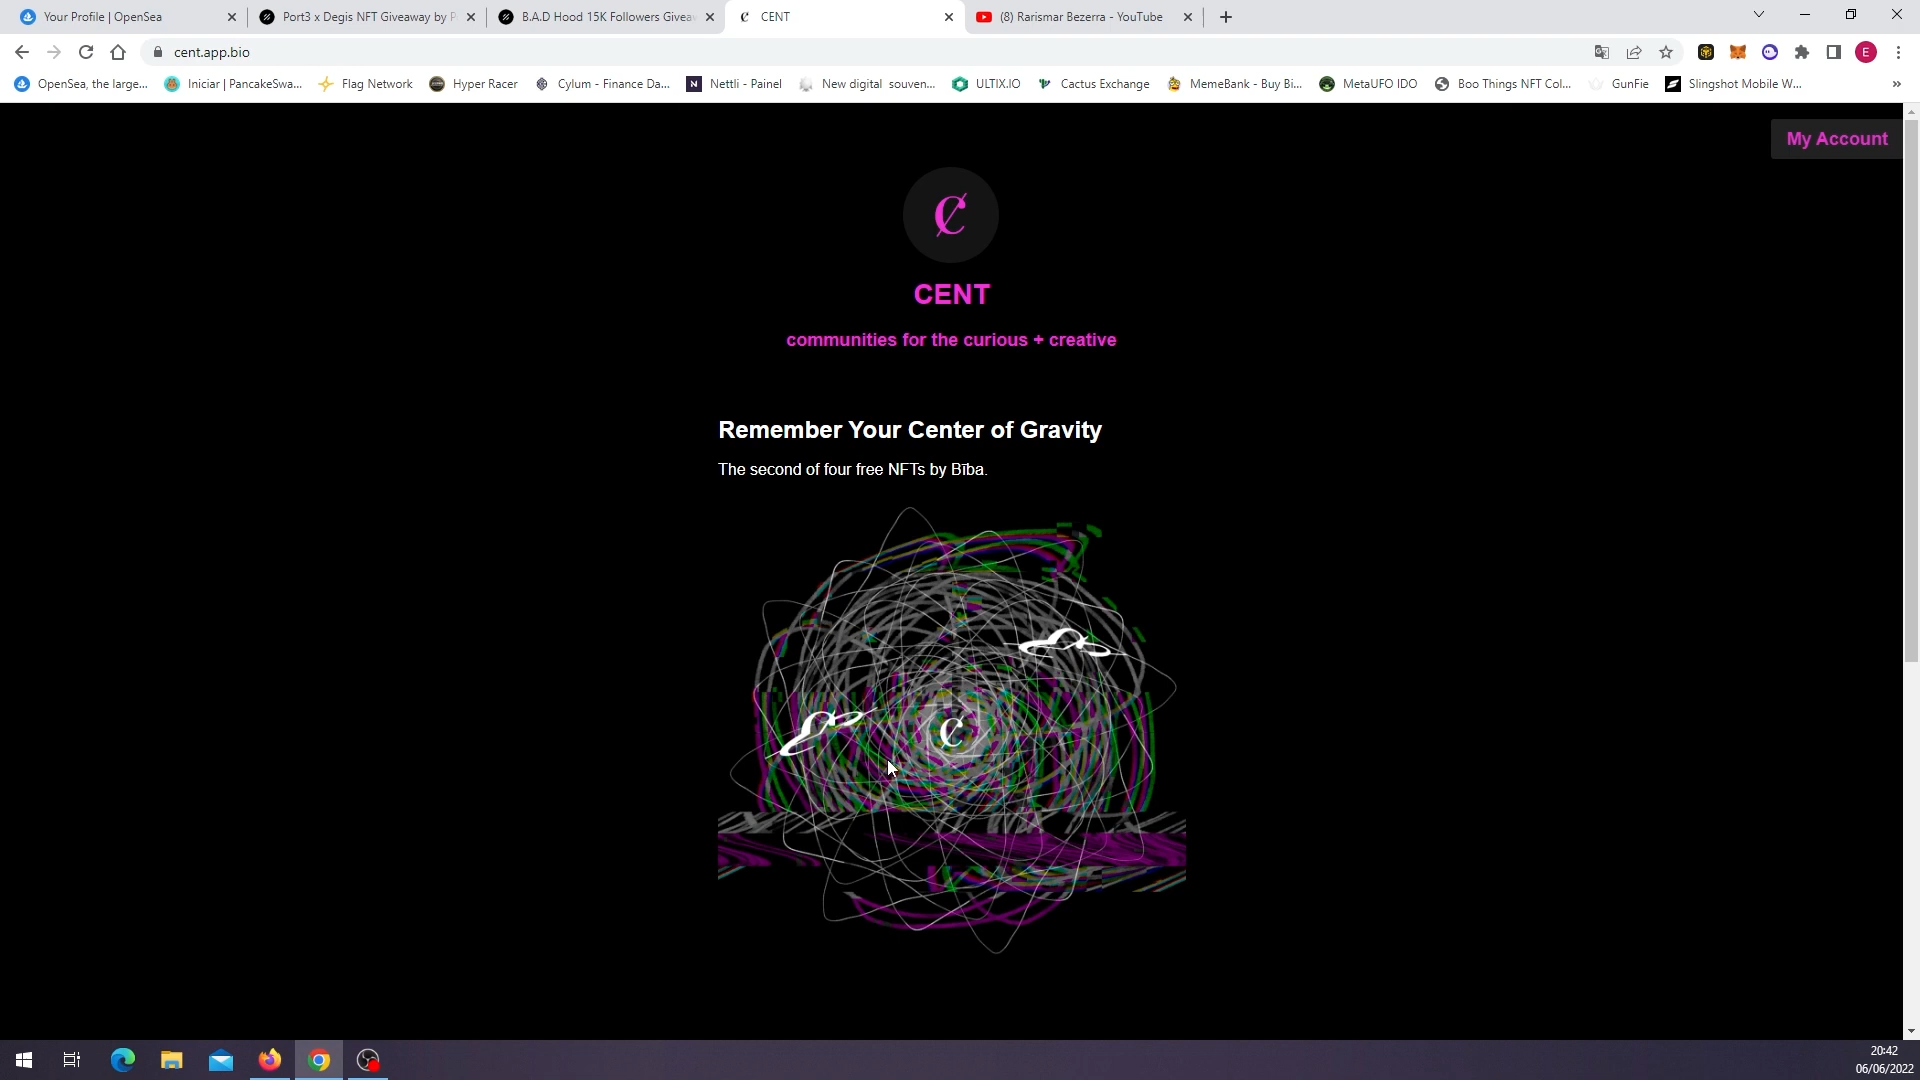 Your Profile | OpenSea
Port3 x Degis NFT Giveaway by P
B.A.D Hood 15K Followers Giveaw
CENT
(8) Rarismar Bezerra - YouTube
cent.app.bio
E
OpenSea, the large...
Iniciar | PancakeSwa...
Flag Network
Hyper Racer
Cylum - Finance Da...
Nettli - Painel
New digital souven...
ULTIX.IO
Cactus Exchange
MemeBank - Buy Bi...
MetaUFO IDO
Boo Things NFT Col...
GunFie
Slingshot Mobile W...
»
My Account
₡
CENT
communities for the curious + creative
Remember Your Center of Gravity
The second of four free NFTs by Bība.
₡
20:42
06/06/2022